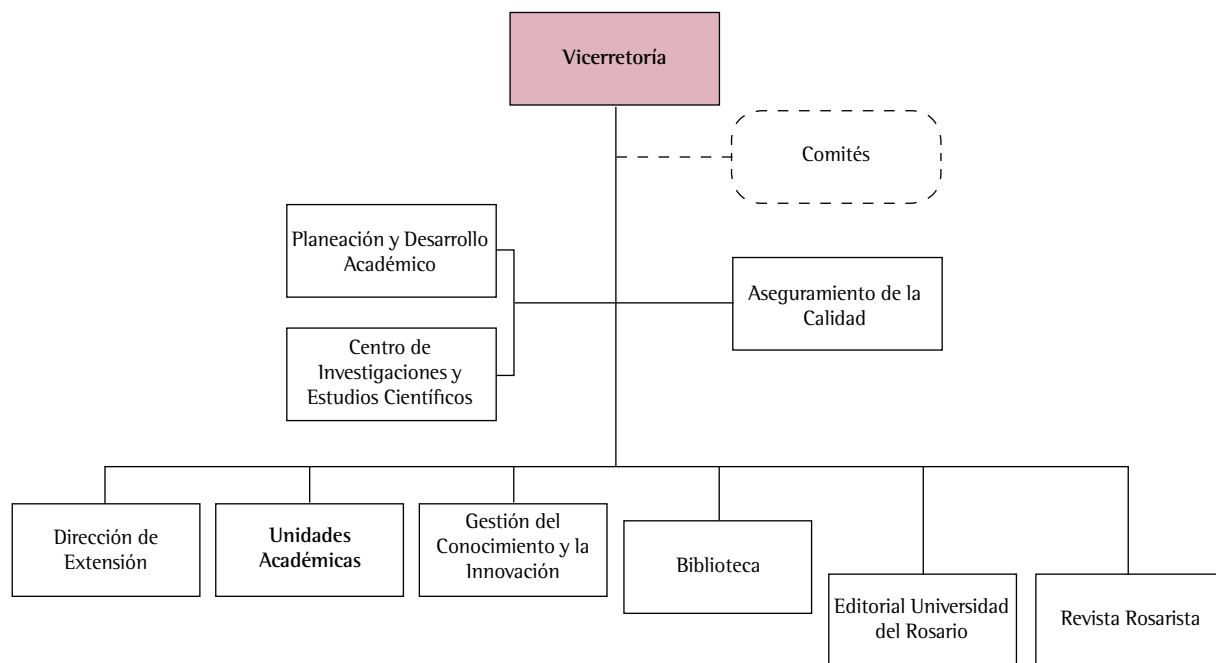 Vicerretoría
Comités
Planeación y Desarrollo
Académico
Aseguramiento de la
Calidad
Centro de
Investigaciones y
Estudios Científicos
Dirección de
Extensión
Unidades
Académicas
Gestión del
Conocimiento y la
Innovación
Biblioteca
Editorial Universidad
del Rosario
Revista Rosarista